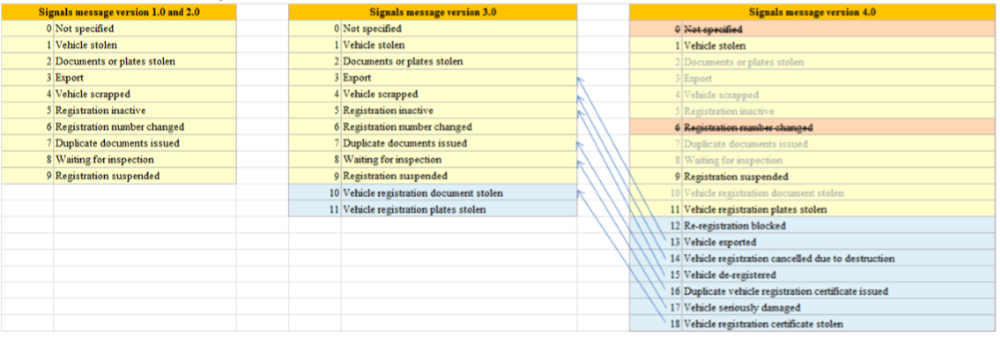 Signals message version 1.0 and 2.0
0 Not specified
1 Vehicle stolen
2 Documents or plates stolen
3 Export
4 Vehicle scrapped
5 Registration inactive
6 Registration number changed
7 Duplicate documents issued
8 Waiting for inspection
9 Registration suspended
Signals message version 3.0
0 Not specified
1 Vehicle stolen
2 Documents or plates stolen
3 Export
4 Vehicle scrapped
5 Registration inactive
6 Registration number changed
7 Duplicate documents issued
8 Waiting for inspection
9 Registration suspended
10 Vehicle registration document stolen
11 Vehicle registration plates stolen
Signals message version 4.0
0 Not specified
1 Vehicle stolen
2 Documents or plates stolen
3 Export
4 Vehicle scrapped
5 Registration inactive
6 Registration number changed
7 Duplicate documents issued
8 Waiting for inspection
9 Registration suspended
10 Vehicle registration document stolen
11 Vehicle registration plates stolen
12 Re-registration blocked
13 Vehicle exported
14 Vehicle registration cancelled due to destruction
15 Vehicle de-registered
16 Duplicate vehicle registration certificate issued
17 Vehicle seriously damaged
18 Vehicle registration certificate stolen